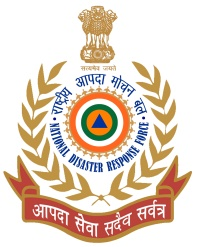 सत्यमेव जयते
राष्ट्रीय आपदा मोचन बल
NATIONAL DISASTER RESPONSE FORCE
आपदा सेवा सदैव सर्वत्र